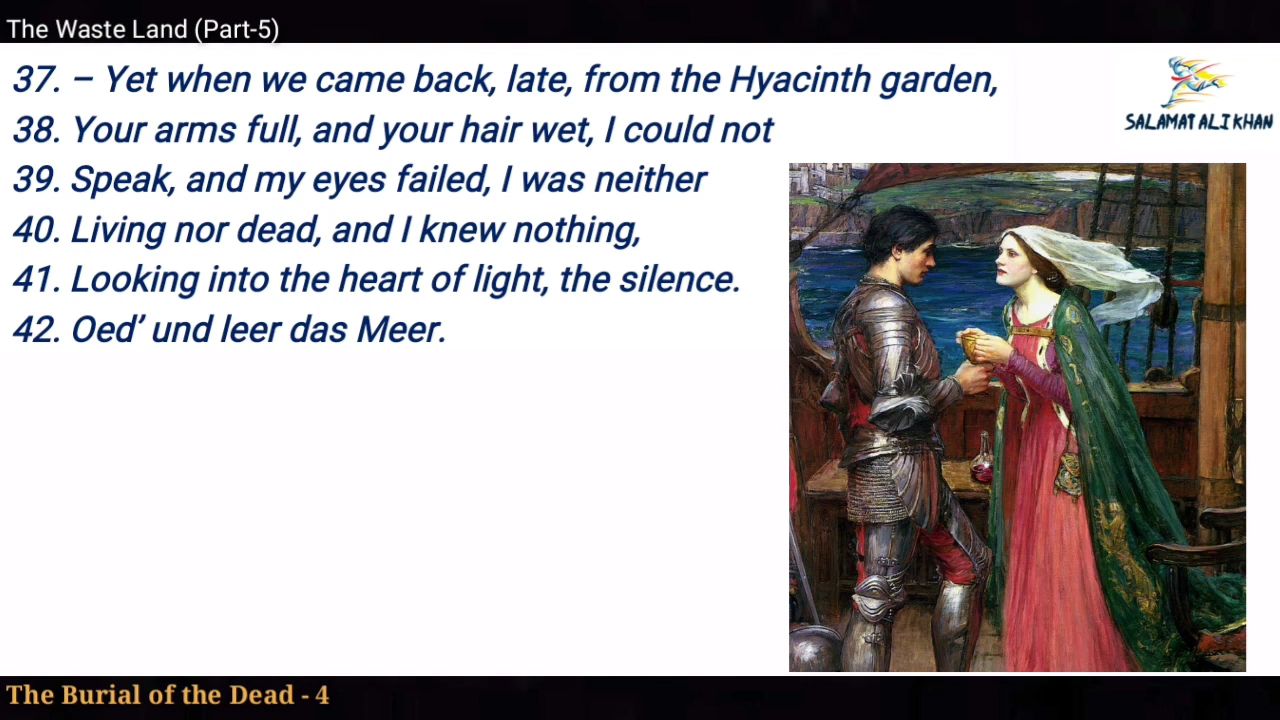 The Waste Land (Part-5)
37. – Yet when we came back, late, from the Hyacinth garden,
38. Your arms full, and your hair wet, I could not
39. Speak, and my eyes failed, I was neither
40. Living nor dead, and I knew nothing,
41. Looking into the heart of light, the silence.
42. Oed’ und leer das Meer.
SALAMAT ALI KHAN
The Burial of the Dead - 4